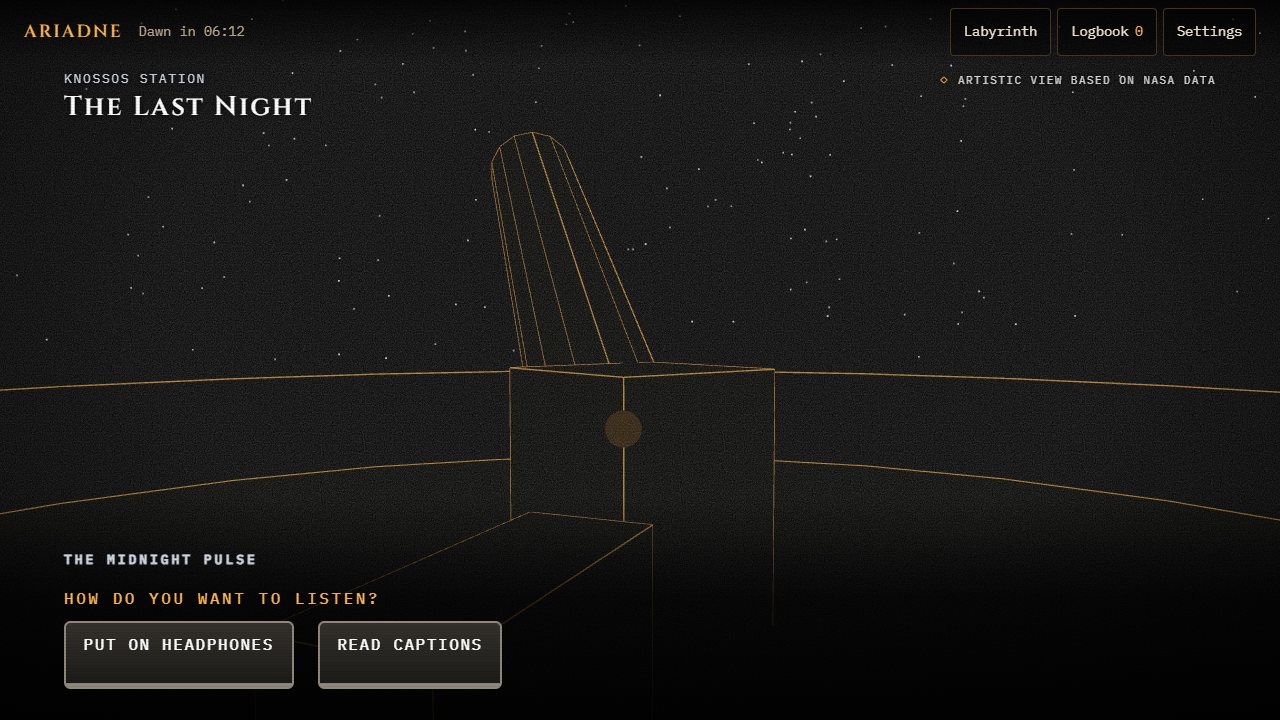 ARIADNE Dawn in 06:12
Labyrinth Logbook 0 Settings
KNOSSOS STATION
The Last Night
◇ ARTISTIC VIEW BASED ON NASA DATA
THE MIDNIGHT PULSE
HOW DO YOU WANT TO LISTEN?
PUT ON HEADPHONES READ CAPTIONS